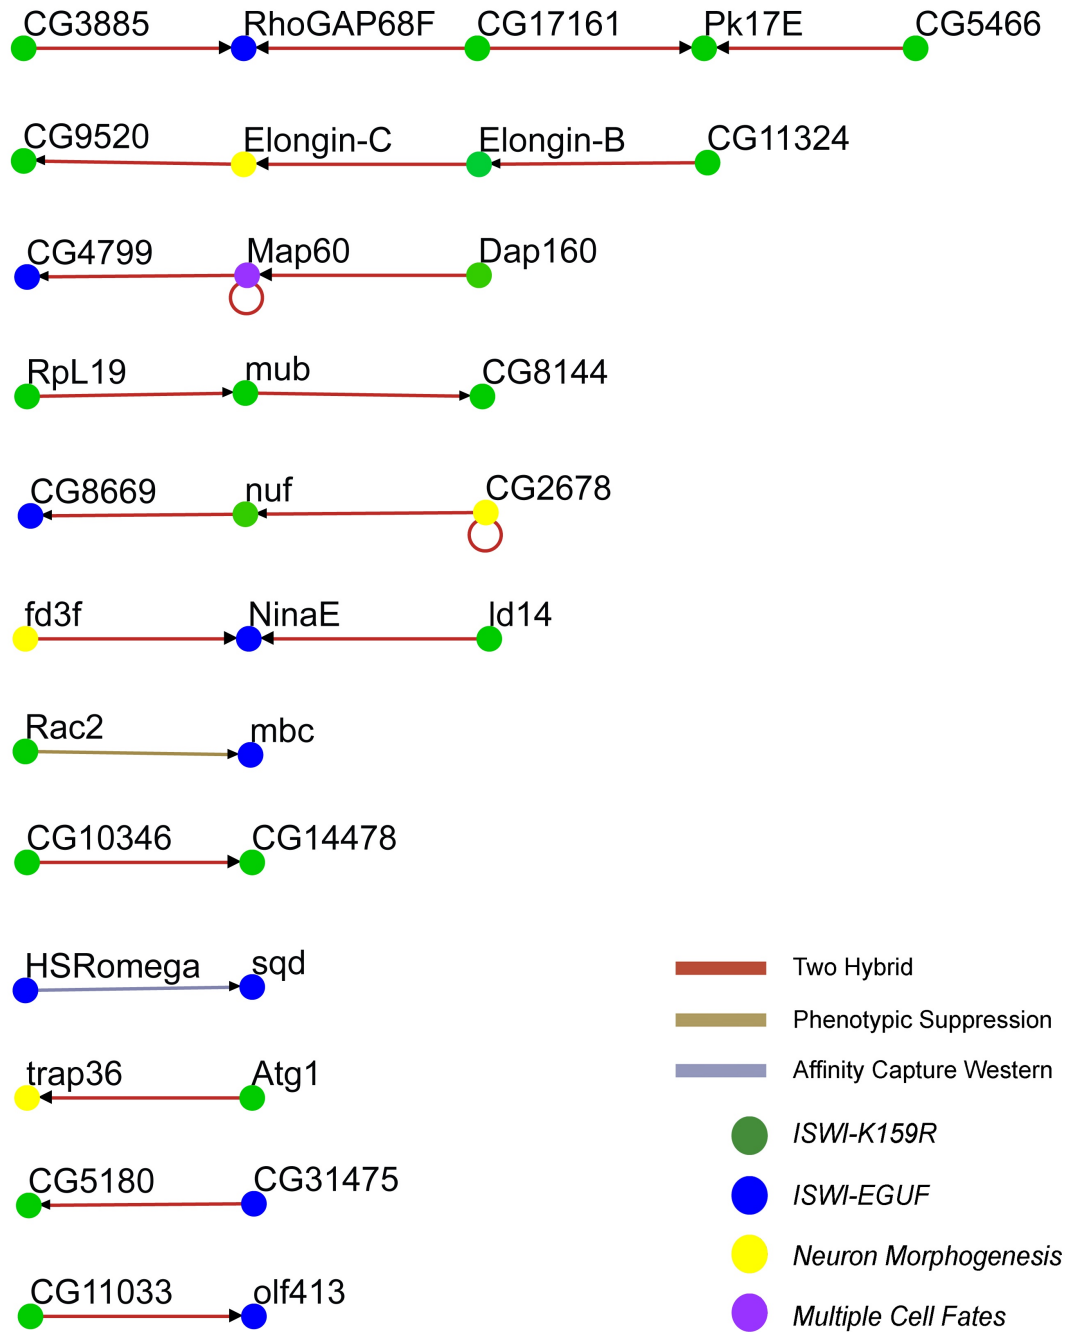 CG3885 RhoGAP68F CG17161 Pk17E CG5466
CG9520 Elongin-C Elongin-B CG11324
CG4799 Map60 Dap160
RpL19 mub CG8144
CG8669 nuf CG2678
fd3f NinaE ld14
Rac2 mbc
CG10346 CG14478
HSRomega sqd
Two Hybrid
Phenotypic Suppression
trap36 Atg1
Affinity Capture Western
ISWI-K159R
CG5180 CG31475
ISWI-EGUF
Neuron Morphogenesis
CG11033 olf413
Multiple Cell Fates